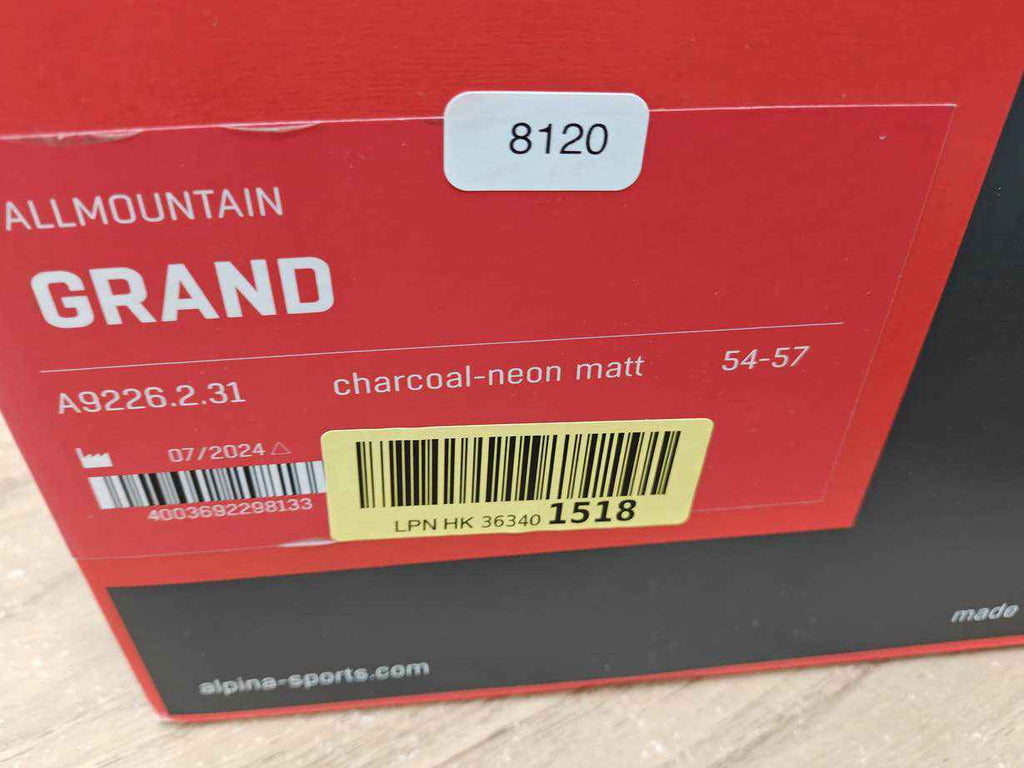 8120
ALLMOUNTAIN
GRAND
A9226.2.31 charcoal-neon matt 54-57
07/2024
4003692298133
LPN HK 36340 1518
alpina-sports.com
made